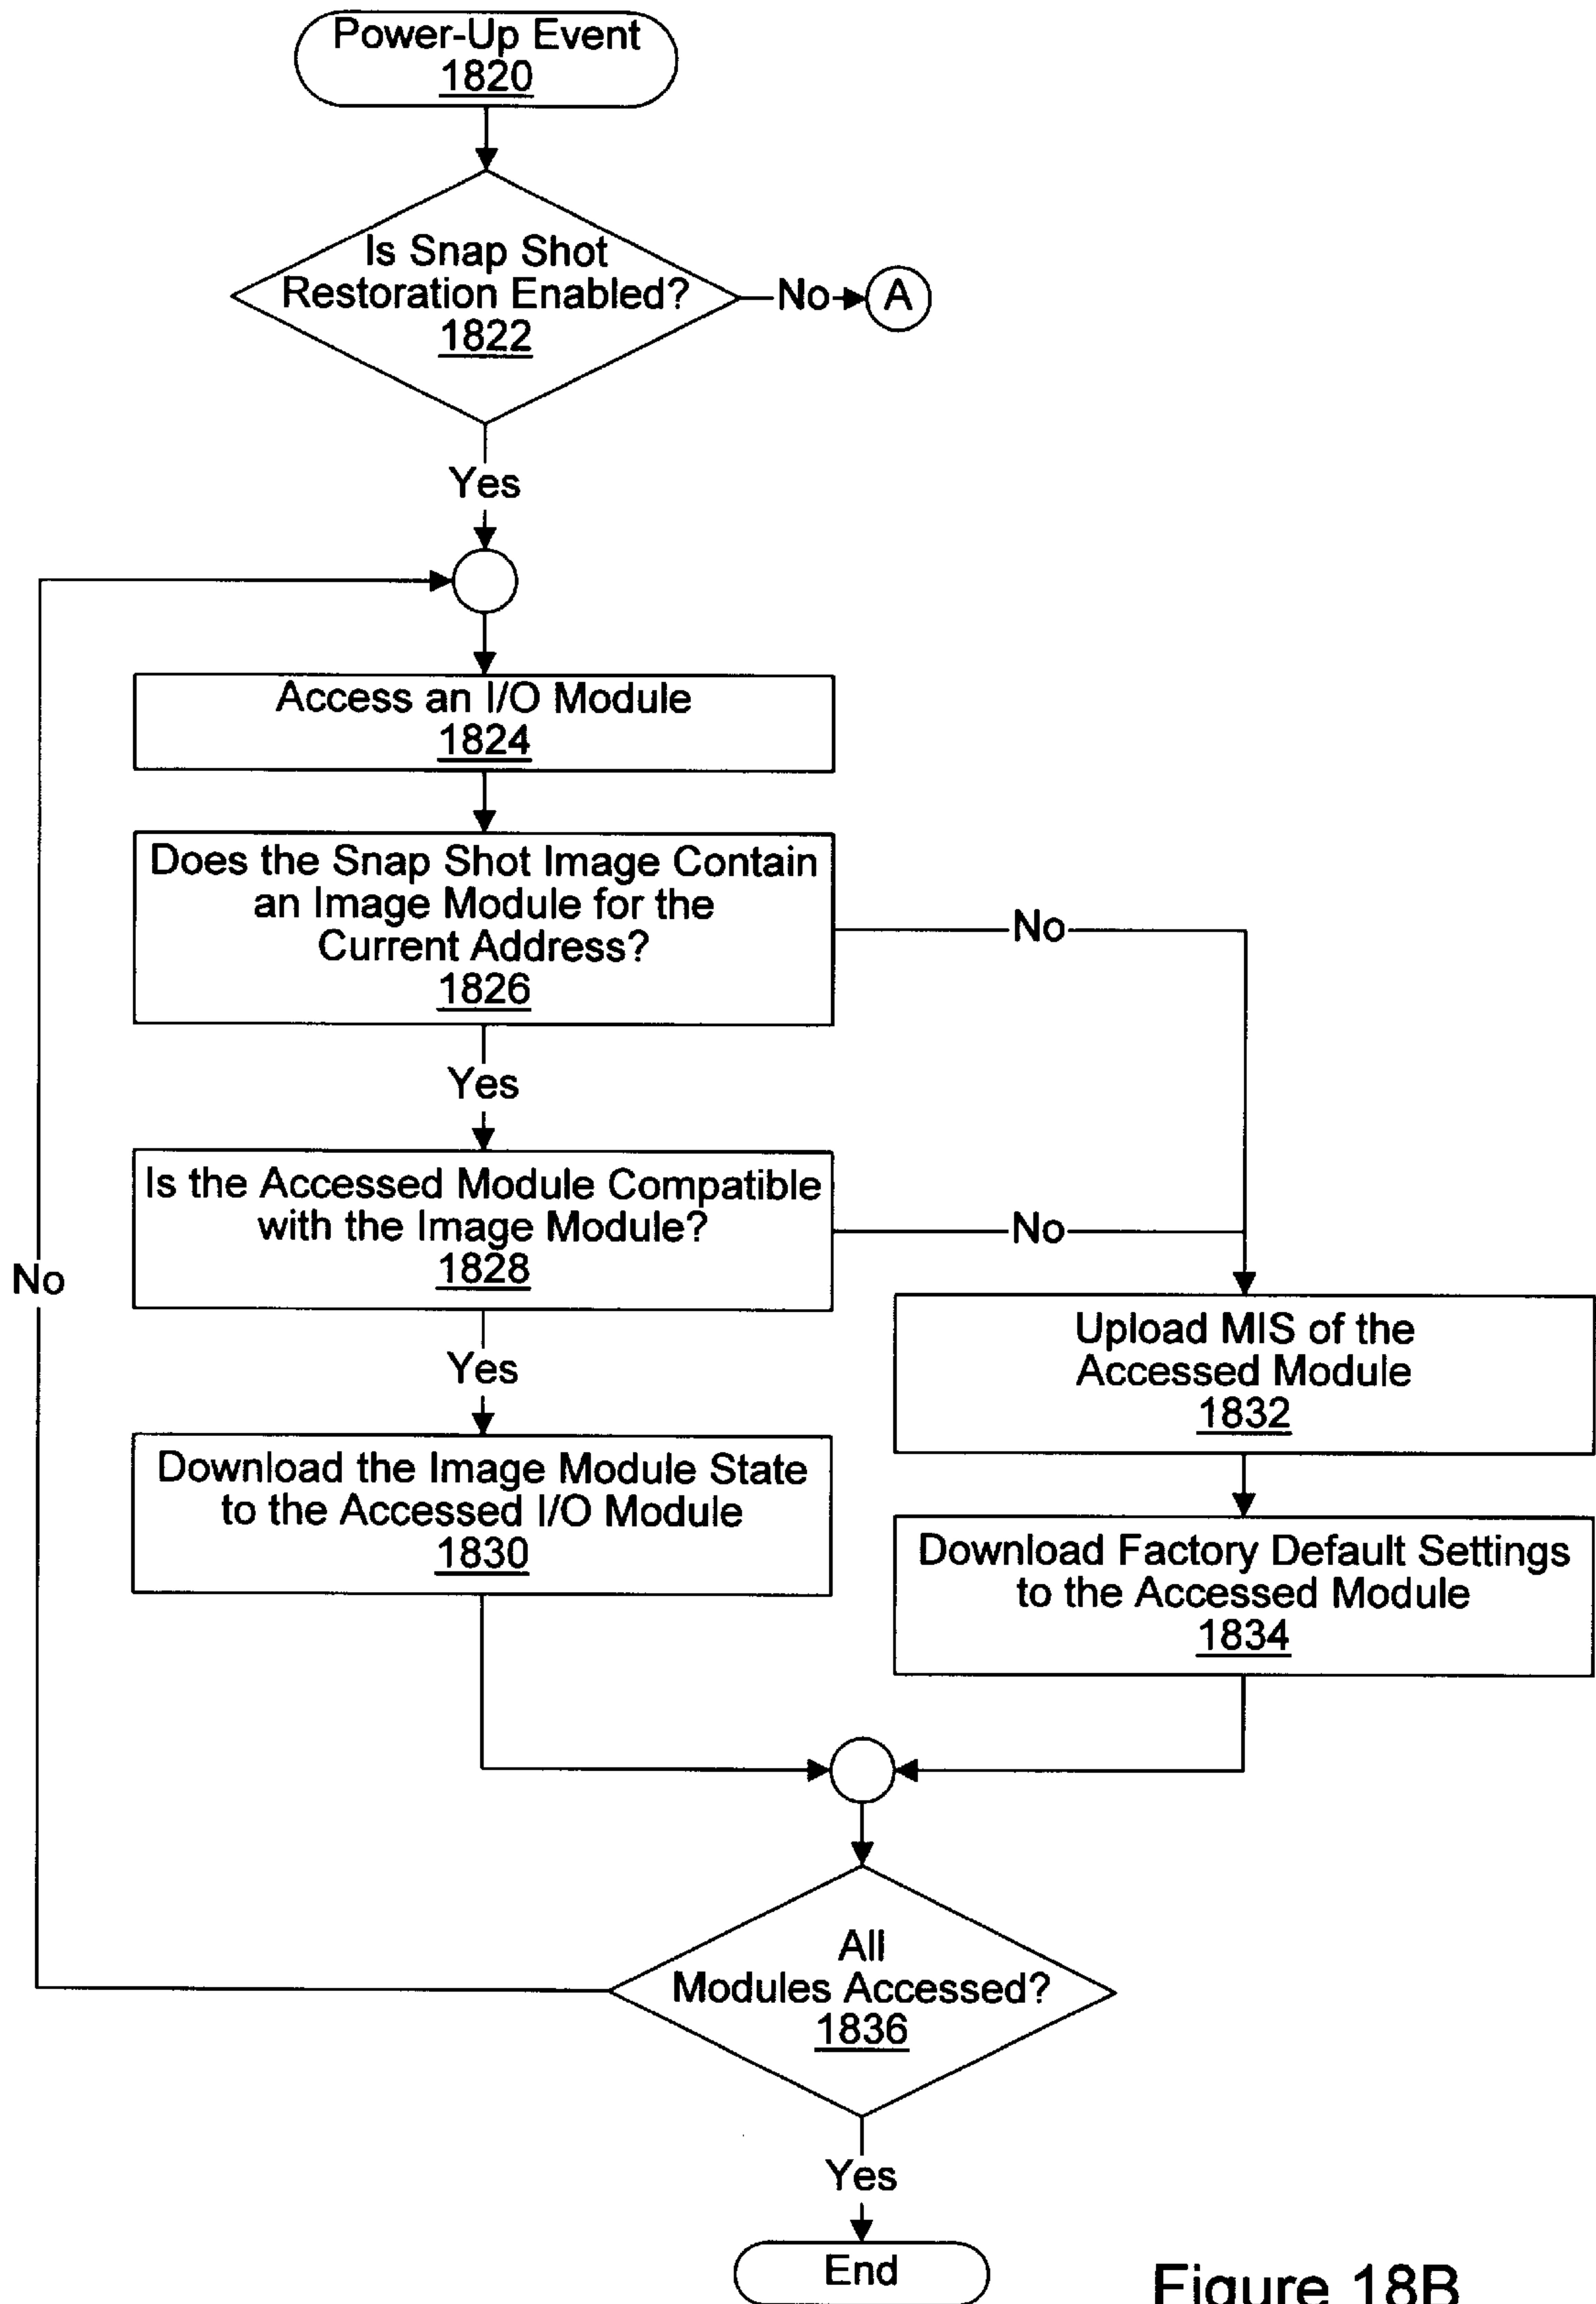 Power-Up Event
1820
Is Snap Shot
Restoration Enabled?
1822
No
A
Yes
Access an I/O Module
1824
Does the Snap Shot Image Contain
an Image Module for the
Current Address?
1826
No
Yes
Is the Accessed Module Compatible
with the Image Module?
1828
No
No
Yes
Upload MIS of the
Accessed Module
1832
Download the Image Module State
to the Accessed I/O Module
1830
Download Factory Default Settings
to the Accessed Module
1834
All
Modules Accessed?
1836
Yes
End
Figure 18B